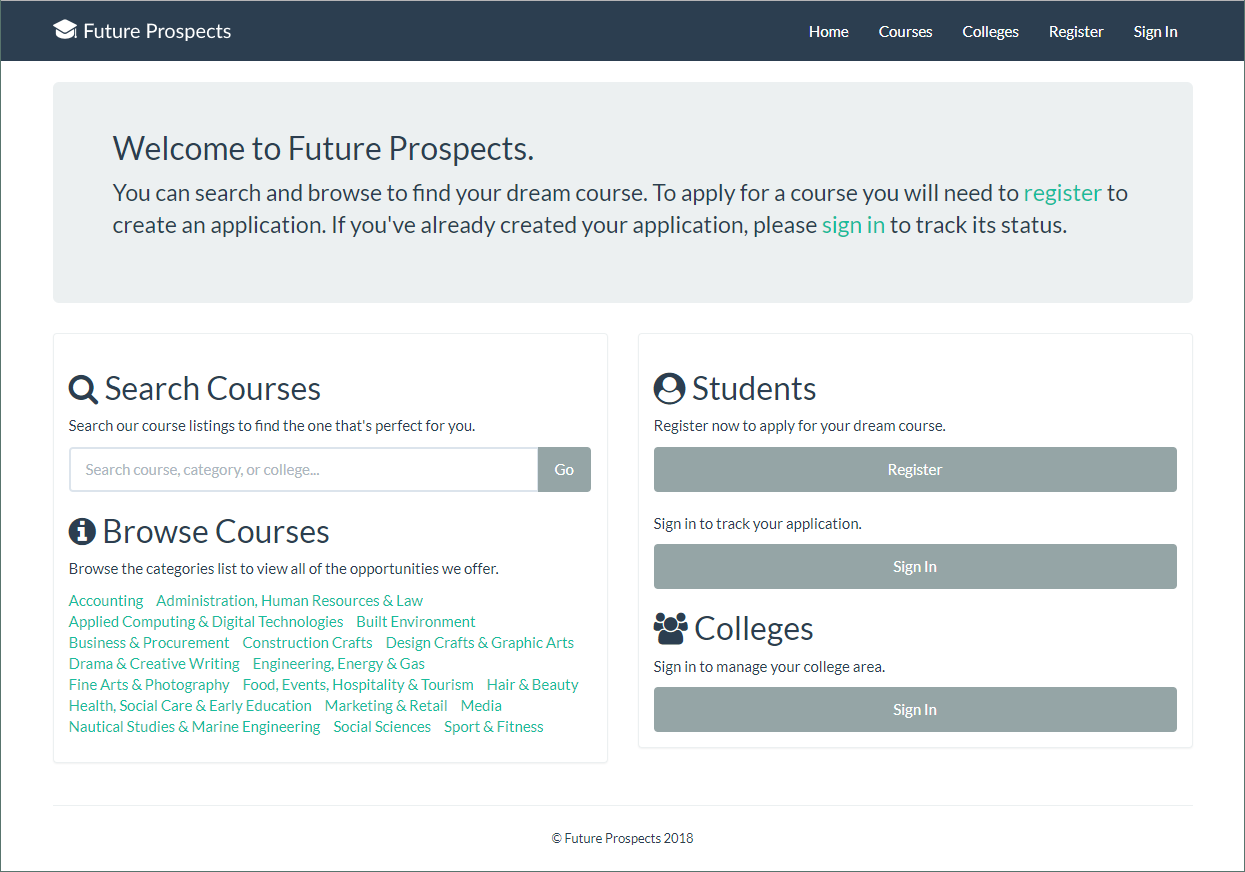 Future Prospects
Home Courses Colleges Register Sign In
Welcome to Future Prospects.
You can search and browse to find your dream course. To apply for a course you will need to register to
create an application. If you've already created your application, please sign in to track its status.
Search Courses
Search our course listings to find the one that's perfect for you.
Search course, category, or college...
Go
Browse Courses
Browse the categories list to view all of the opportunities we offer.
Accounting Administration, Human Resources & Law
Applied Computing & Digital Technologies Built Environment
Business & Procurement Construction Crafts Design Crafts & Graphic Arts
Drama & Creative Writing Engineering, Energy & Gas
Fine Arts & Photography Food, Events, Hospitality & Tourism Hair & Beauty
Health, Social Care & Early Education Marketing & Retail Media
Nautical Studies & Marine Engineering Social Sciences Sport & Fitness
Students
Register now to apply for your dream course.
Register
Sign in to track your application.
Sign In
Colleges
Sign in to manage your college area.
Sign In
© Future Prospects 2018